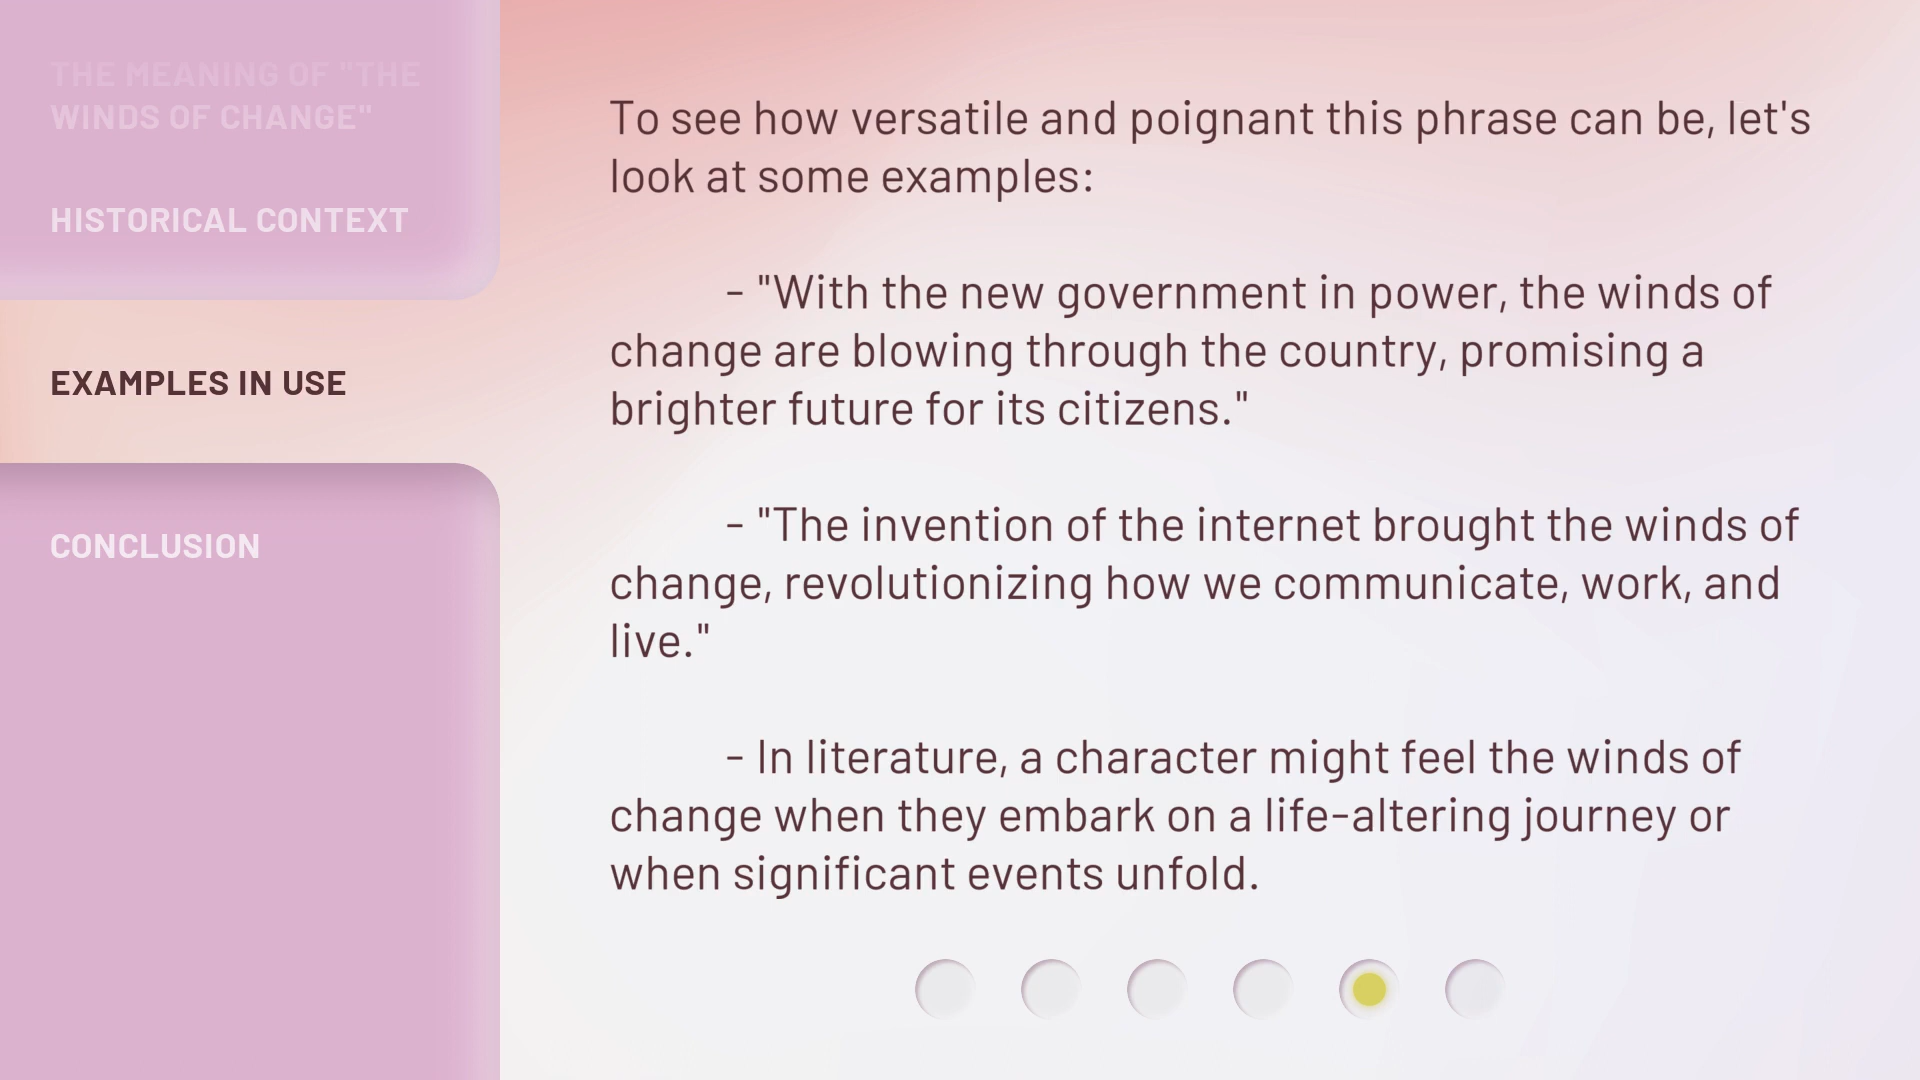 THE MEANING OF "THE
WINDS OF CHANGE"
HISTORICAL CONTEXT
EXAMPLES IN USE
CONCLUSION
To see how versatile and poignant this phrase can be, let's
look at some examples:
- "With the new government in power, the winds of
change are blowing through the country, promising a
brighter future for its citizens."
- "The invention of the internet brought the winds of
change, revolutionizing how we communicate, work, and
live."
- In literature, a character might feel the winds of
change when they embark on a life-altering journey or
when significant events unfold.